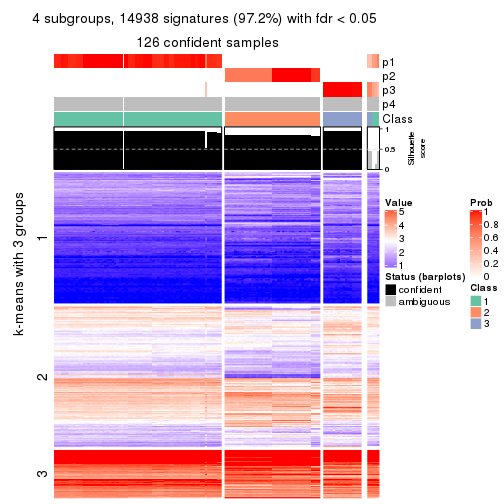 4 subgroups, 14938 signatures (97.2%) with fdr < 0.05
126 confident samples
p1
p2
p3
p4
Class
1
0.5
0
Silhouette
score
k-means with 3 groups
1
2
3
Value
5
4
3
2
1
Status (barplots)
confident
ambiguous
Prob
1
0.8
0.6
0.4
0.2
0
Class
1
2
3